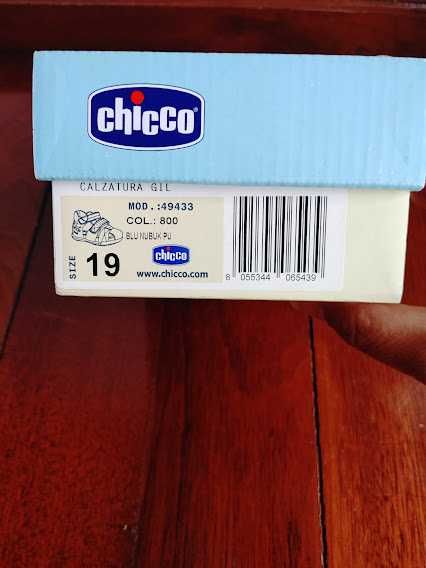 chicco
CALZATURA GIL
MOD.:49433
COL.: 800
BLU NUBUK PU
chicco
SIZE 19
www.chicco.com
8 055344 065439